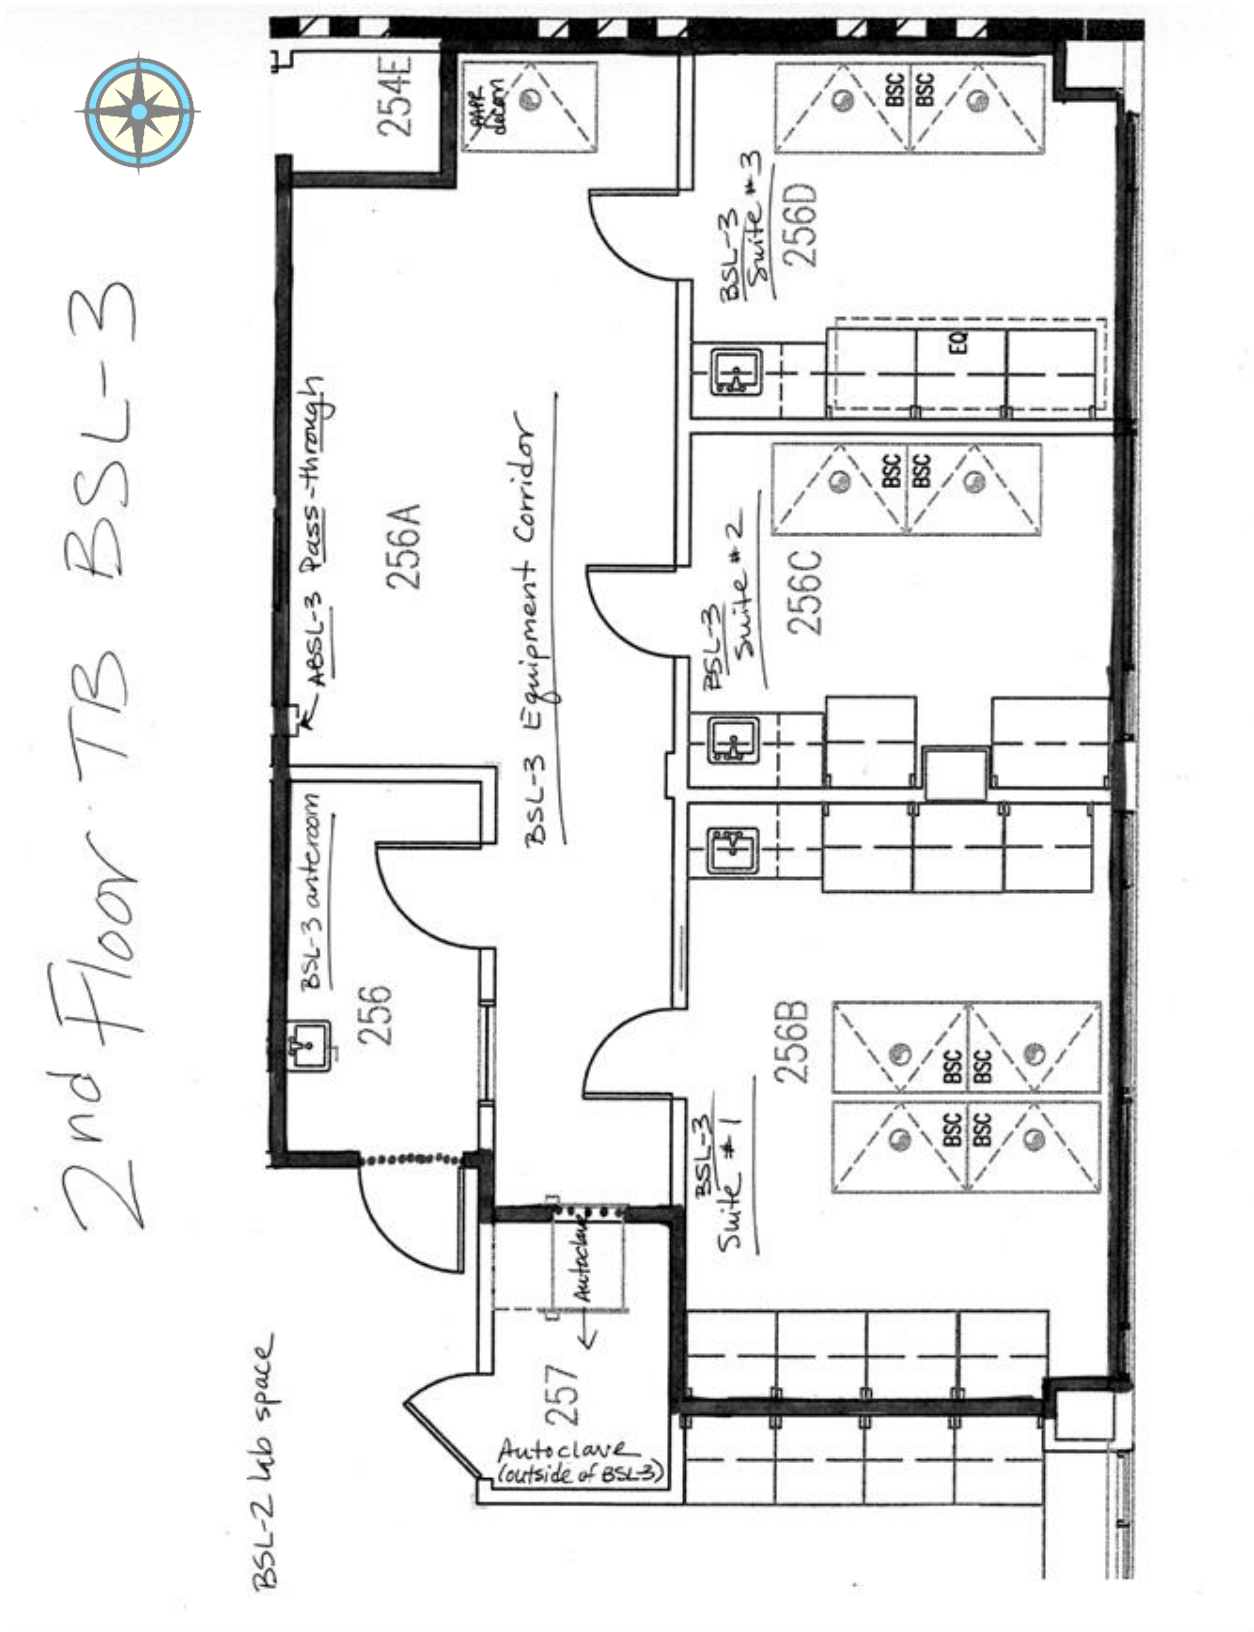 2nd Floor TB BSL-3
254E
PAPR
decon
BSC
BSC
BSL-3
Suite #3
256D
EQ
ABSL-3 Pass-through
256A
BSL-3 Equipment Corridor
BSC
BSC
BSL-3
Suite #2
256C
BSL-3 anteroom
256
256B
BSC
BSC
BSC
BSC
BSL-3
Suite #1
Autoclave
257
Autoclave
(outside of BSL-3)
BSL-2 lab space